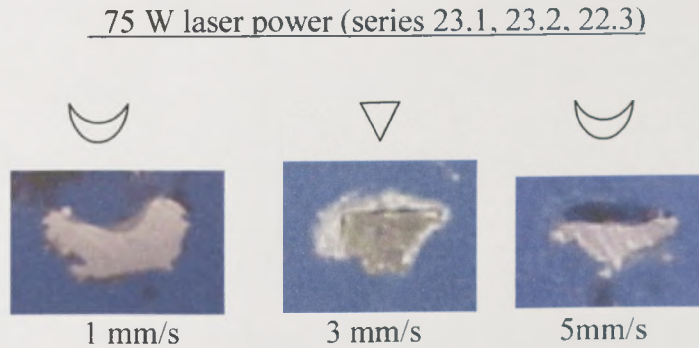 75 W laser power (series 23.1, 23.2, 22.3)
1 mm/s
3 mm/s
5mm/s